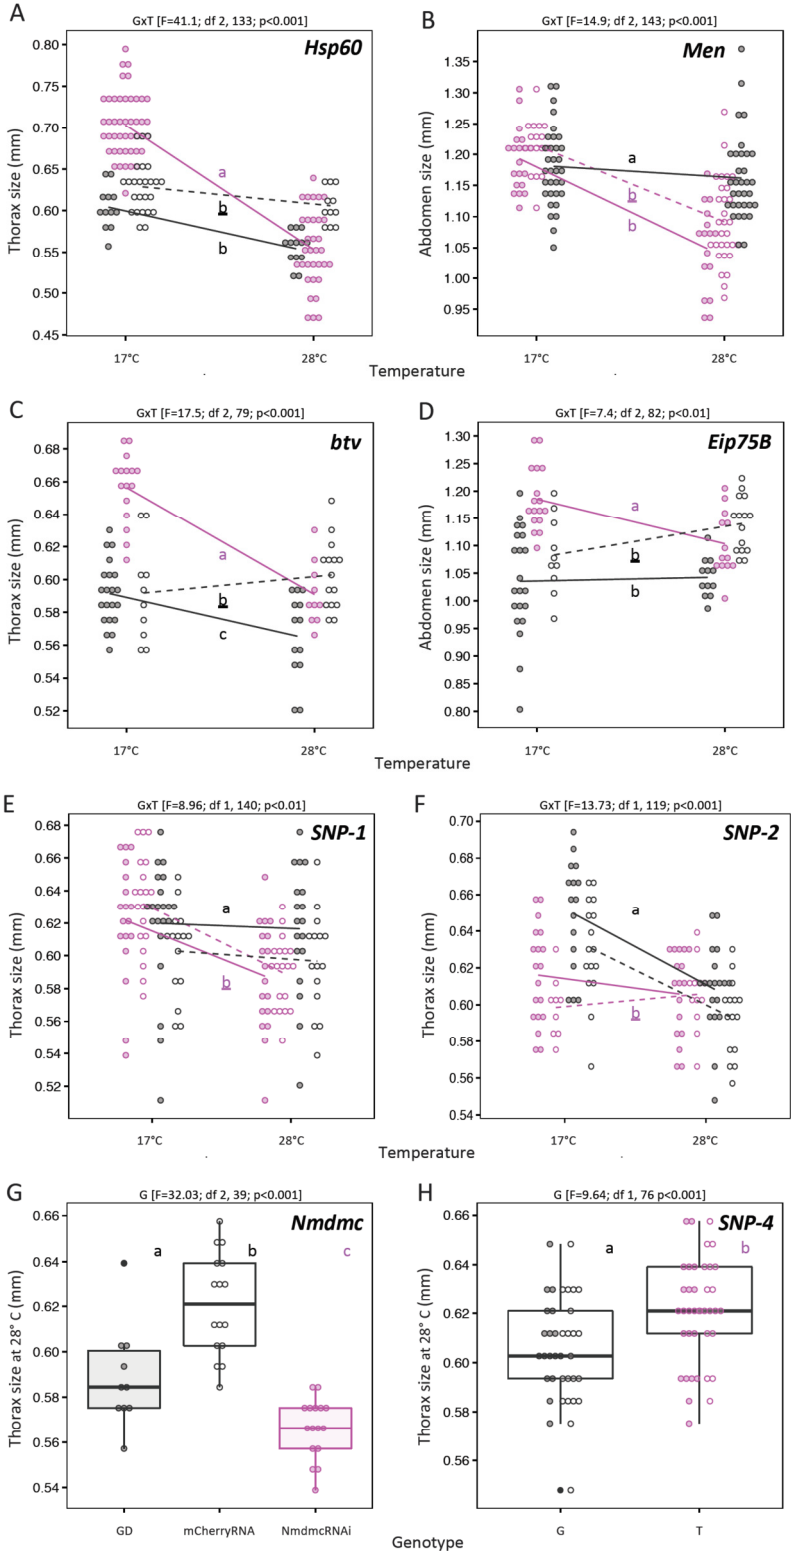 A
GxT [F=41.1; df 2, 133; p<0.001]
Hsp60
Thorax size (mm)
0.80
0.75
0.70
0.65
0.60
0.55
0.50
0.45
a
b
b
17°C
28°C
B
GxT [F=14.9; df 2, 143; p<0.001]
Men
Abdomen size (mm)
1.35
1.30
1.25
1.20
1.15
1.10
1.05
1.00
0.95
a
b
b
17°C
28°C
Temperature
C
GxT [F=17.5; df 2, 79; p<0.001]
btv
Thorax size (mm)
0.68
0.66
0.64
0.62
0.60
0.58
0.56
0.54
0.52
a
b
c
17°C
28°C
D
GxT [F=7.4; df 2, 82; p<0.01]
Eip75B
Abdomen size (mm)
1.30
1.25
1.20
1.15
1.10
1.05
1.00
0.95
0.90
0.85
0.80
a
b
b
17°C
28°C
Temperature
E
GxT [F=8.96; df 1, 140; p<0.01]
SNP-1
Thorax size (mm)
0.68
0.66
0.64
0.62
0.60
0.58
0.56
0.54
0.52
a
b
17°C
28°C
F
GxT [F=13.73; df 1, 119; p<0.001]
SNP-2
Thorax size (mm)
0.70
0.68
0.66
0.64
0.62
0.60
0.58
0.56
0.54
a
b
17°C
28°C
Temperature
G
G [F=32.03; df 2, 39; p<0.001]
Nmdmc
Thorax size at 28° C (mm)
0.66
0.64
0.62
0.60
0.58
0.56
0.54
a
b
c
GD
mCherryRNA
NmdmcRNAi
H
G [F=9.64; df 1, 76 p<0.001]
SNP-4
Thorax size at 28° C (mm)
0.66
0.64
0.62
0.60
0.58
0.56
a
b
G
T
Genotype